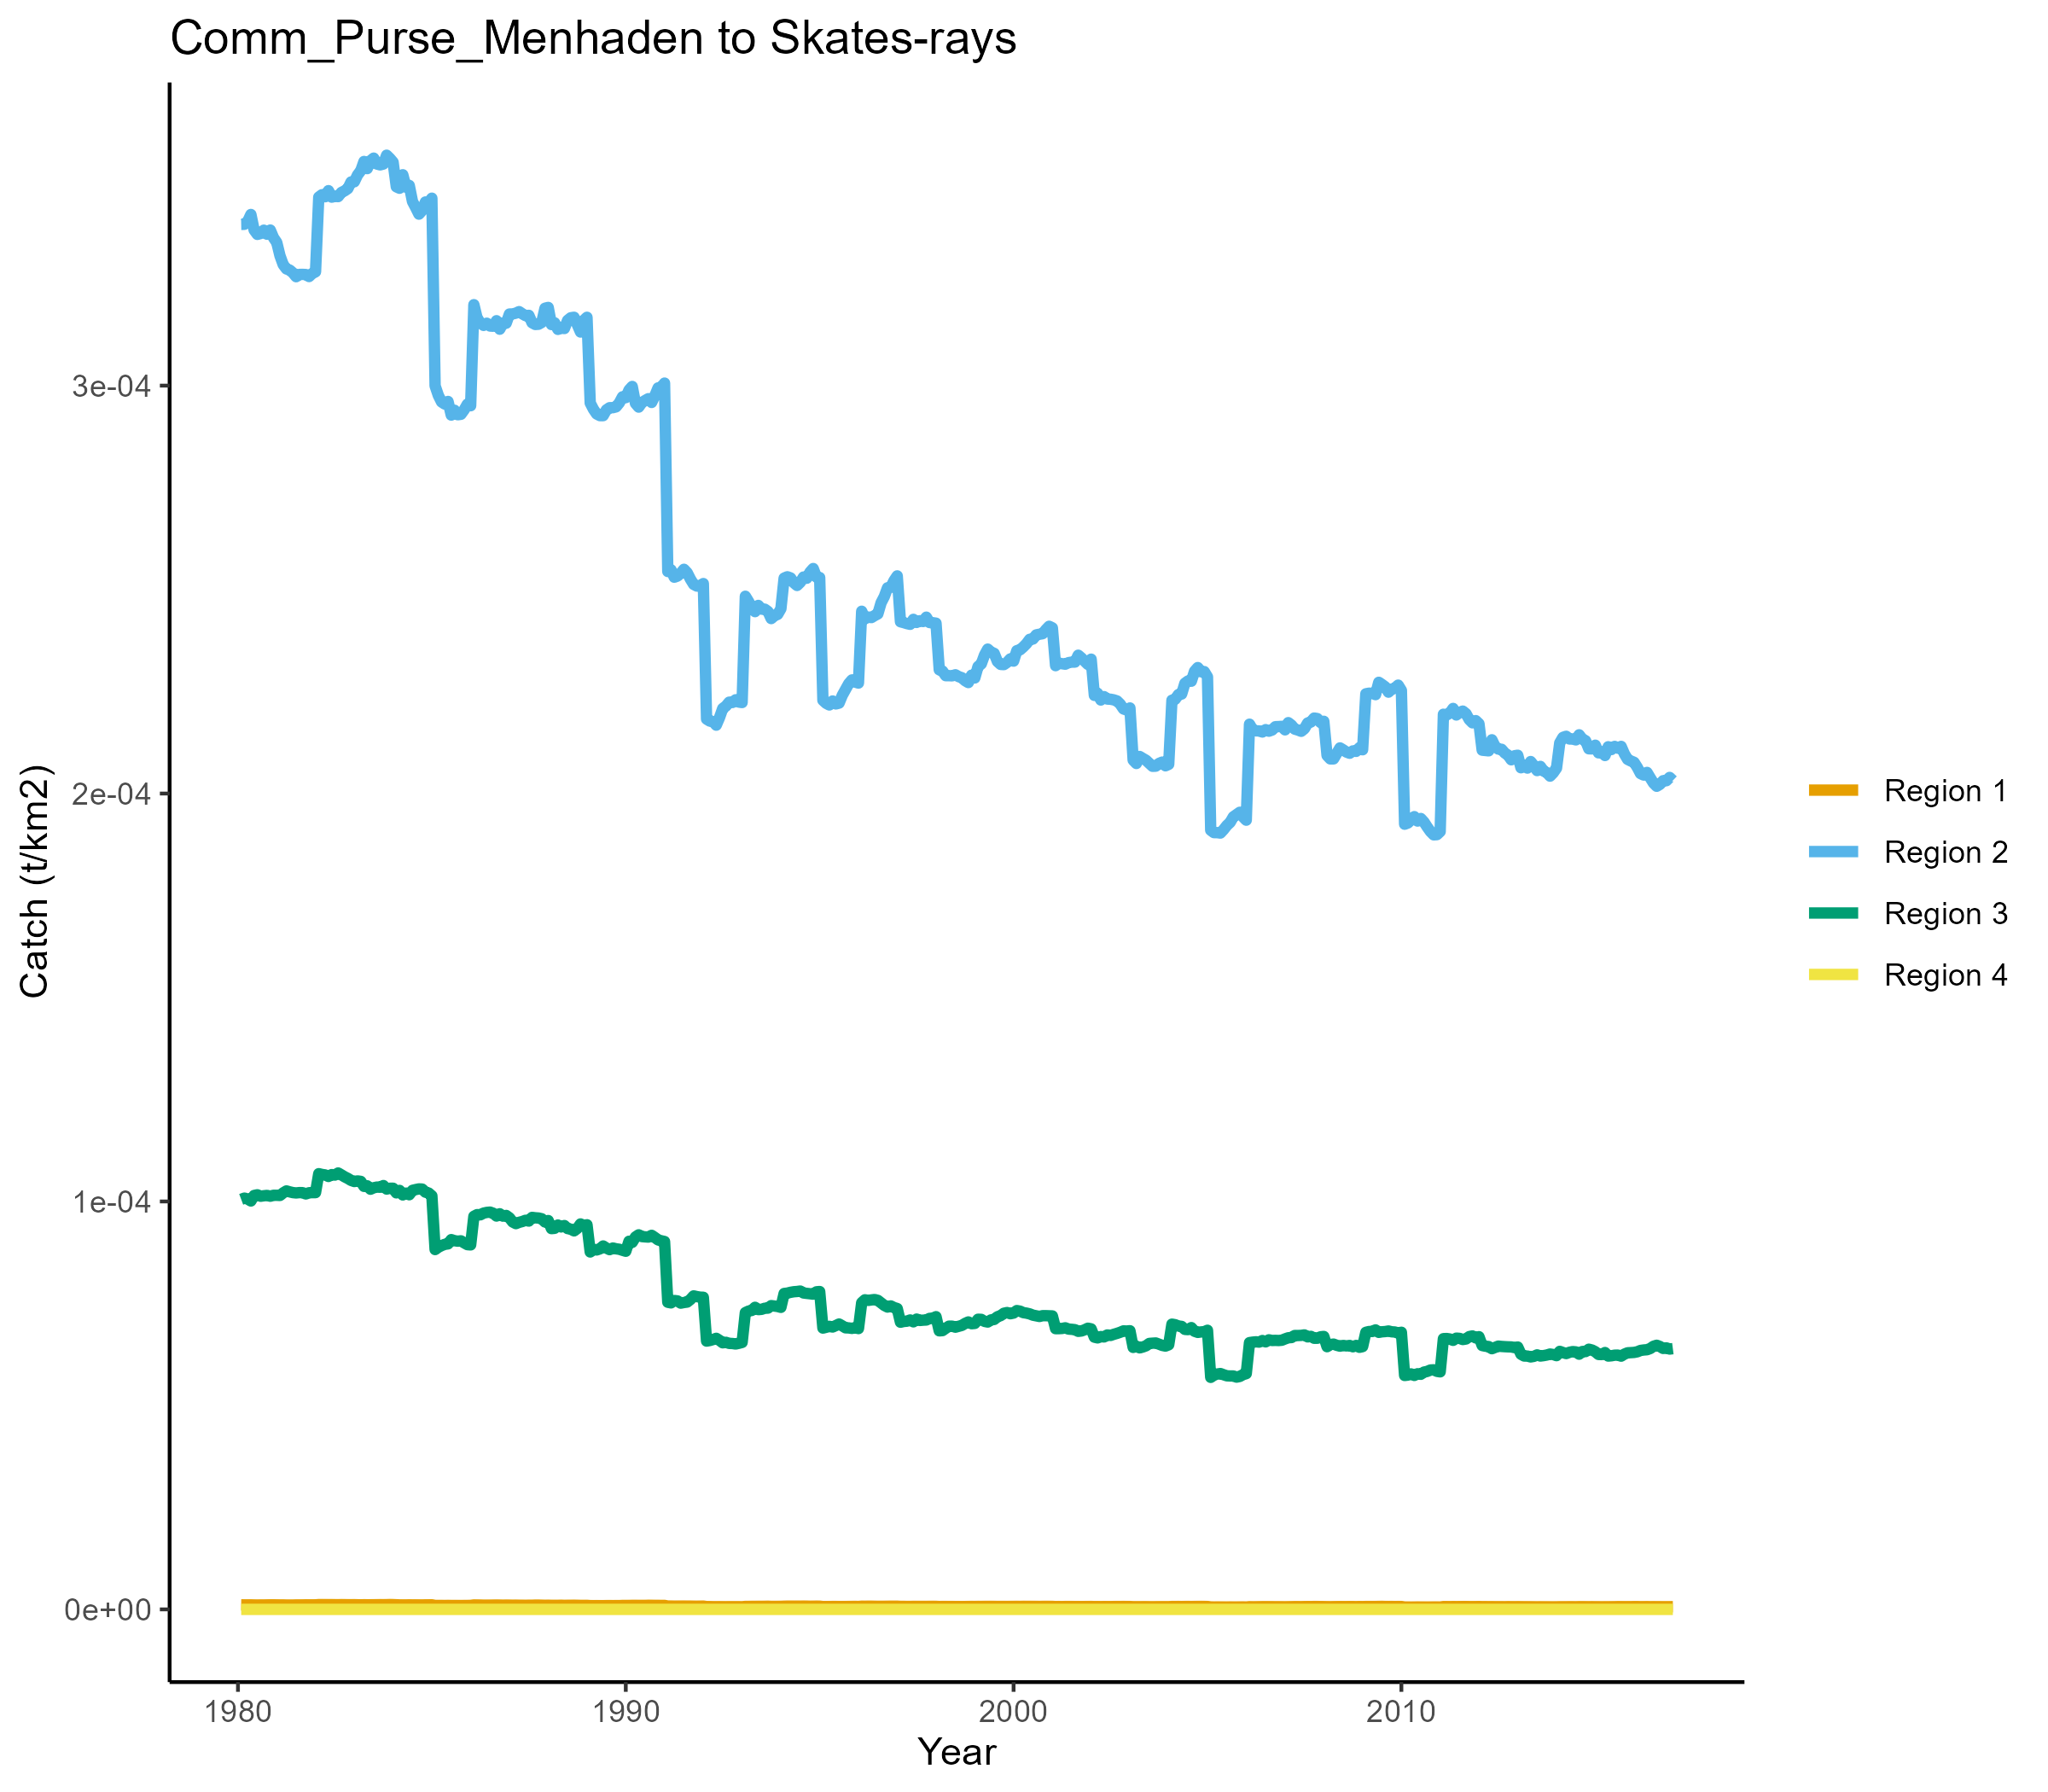 Comm_Purse_Menhaden to Skates-rays
Catch (t/km2)
3e-04
2e-04
1e-04
0e+00
1980
1990
2000
2010
Year
Region 1
Region 2
Region 3
Region 4